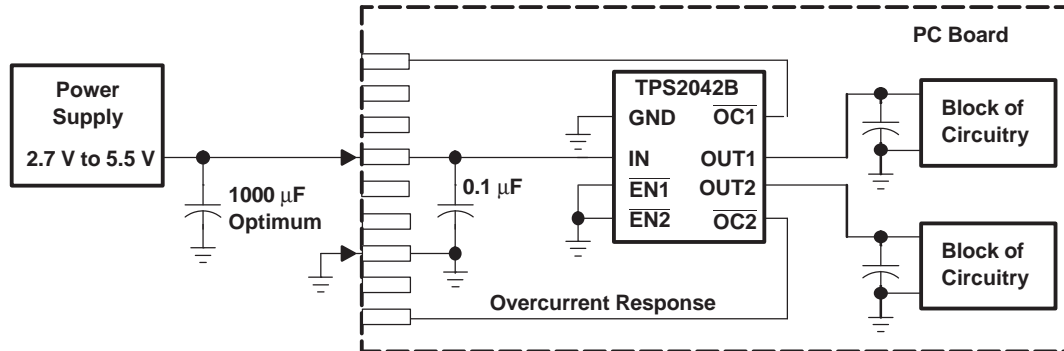 PC Board
Power
Supply
2.7 V to 5.5 V
1000 μF
Optimum
0.1 μF
TPS2042B
GND
IN
EN1
EN2
OC1
OUT1
OUT2
OC2
Block of
Circuitry
Block of
Circuitry
Overcurrent Response